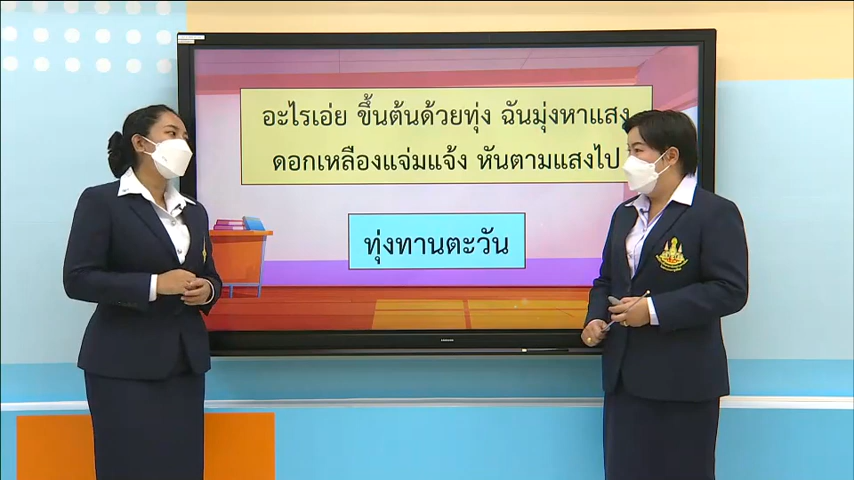 อะไรเอ่ย ขึ้นต้นด้วยทุ่ง ฉันมุ่งหาแสง
ดอกเหลืองแจ่มแจ้ง หันตามแสงไป
ทุ่งทานตะวัน
SAMSUNG